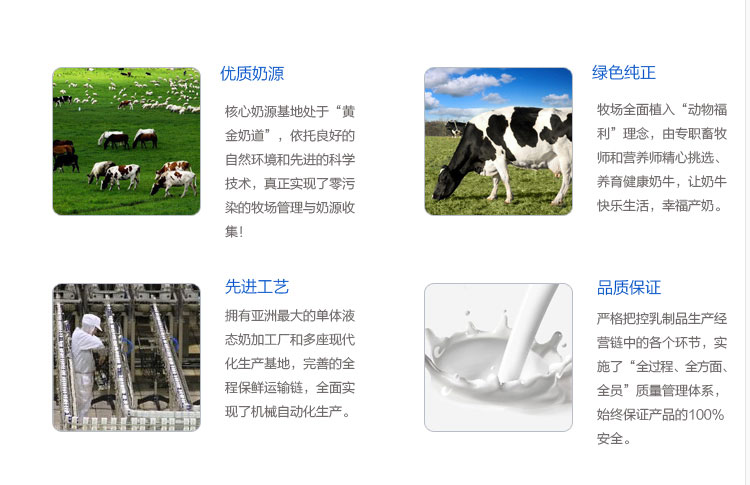 优质奶源
核心奶源基地处于“黄
金奶道”，依托良好的
自然环境和先进的科学
技术，真正实现了零污
染的牧场管理与奶源收
集！
绿色纯正
牧场全面植入“动物福
利”理念，由专职畜牧
师和营养师精心挑选、
养育健康奶牛，让奶牛
快乐生活，幸福产奶。
先进工艺
拥有亚洲最大的单体液
态奶加工厂和多座现代
化生产基地，完善的全
程保鲜运输链，全面实
现了机械自动化生产。
品质保证
严格把控乳制品生产经
营链中的各个环节，实
施了“全过程、全方面、
全员”质量管理体系，
始终保证产品的100%
安全。